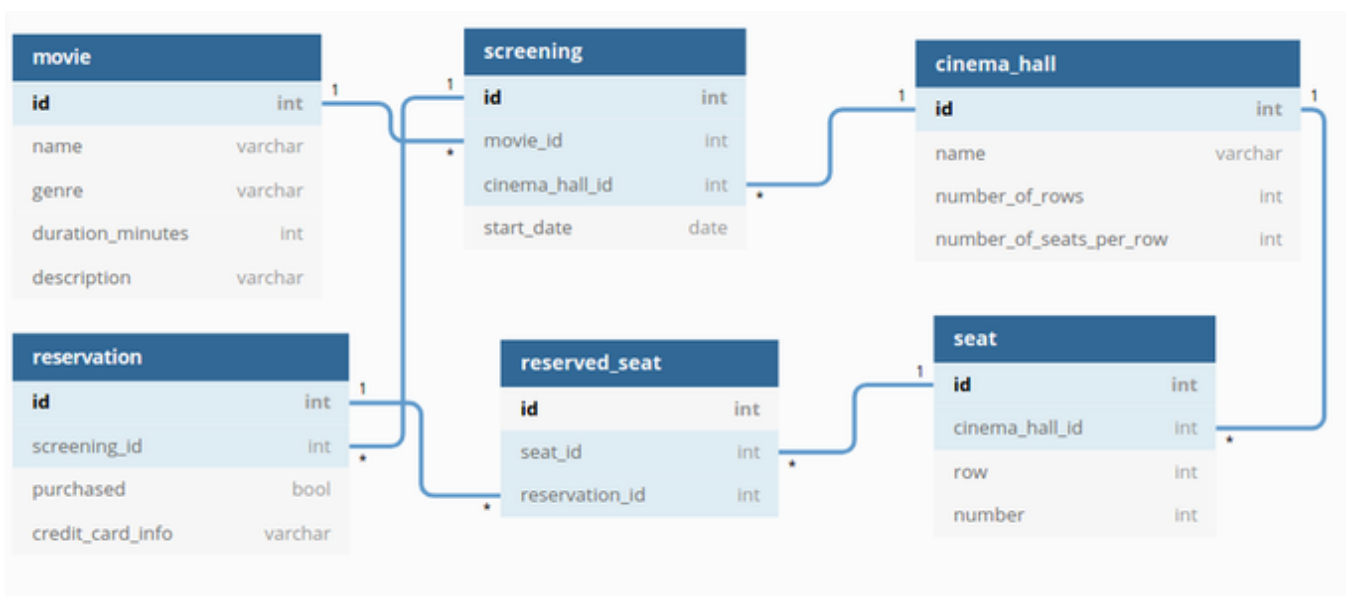 movie
id int 1
name varchar
genre varchar
duration_minutes int
description varchar
screening
1 id int
* movie_id int
cinema_hall_id int *
start_date date
cinema_hall
1 id int 1
name varchar
number_of_rows int
number_of_seats_per_row int
reservation
id int 1
screening_id int *
purchased bool
credit_card_info varchar
reserved_seat
id int
seat_id int *
* reservation_id int
seat
1 id int
cinema_hall_id int *
row int
number int